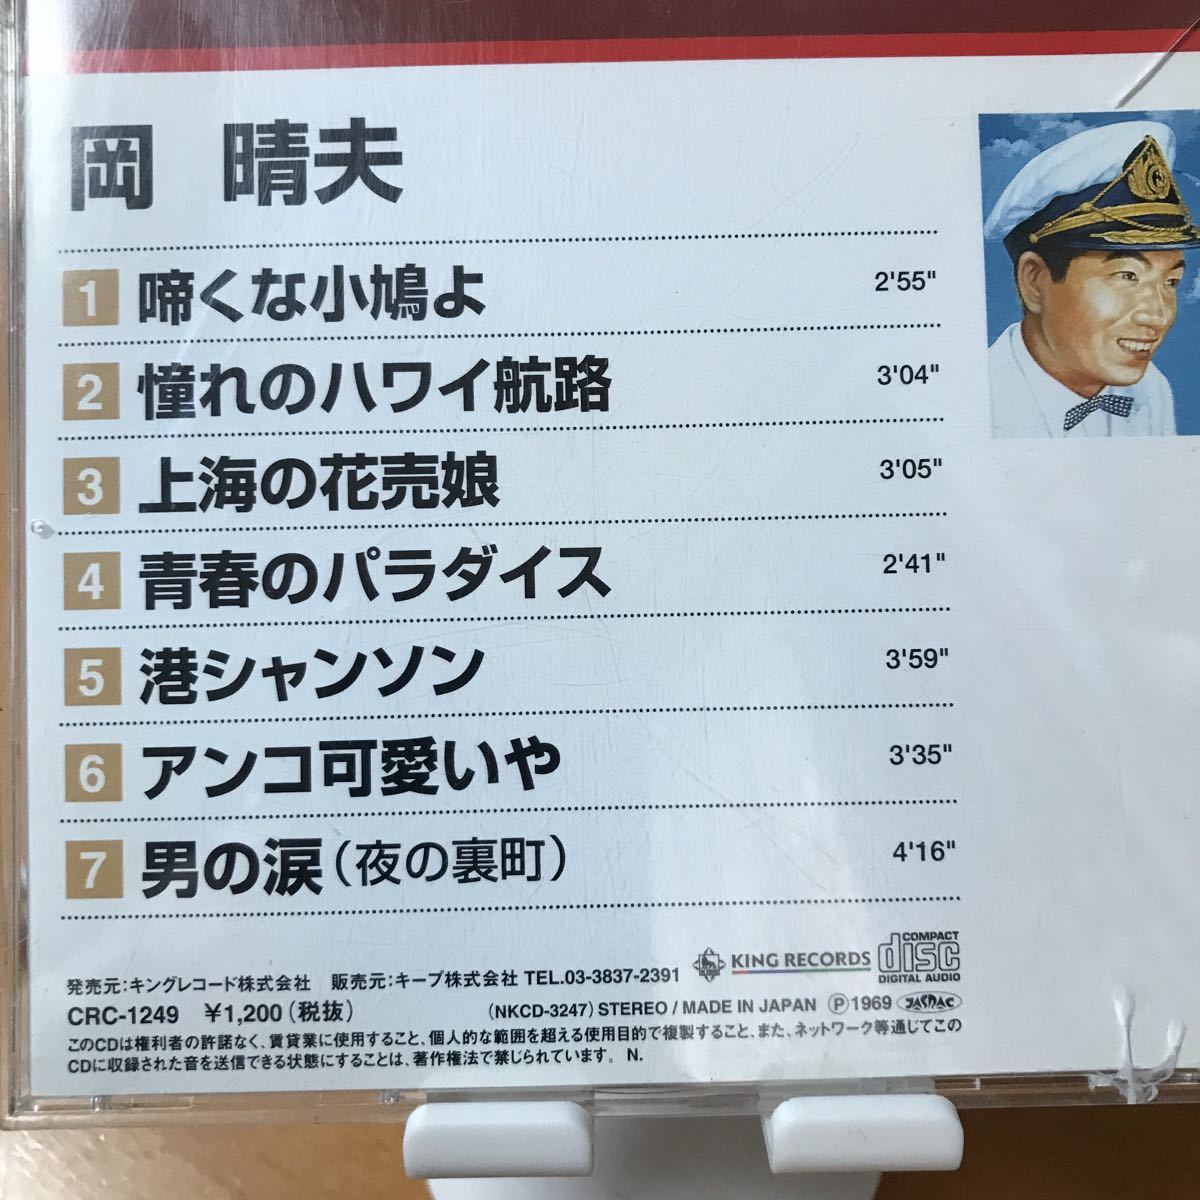 岡 晴夫
1 啼くな小鳩よ 2'55"
2 憧れのハワイ航路 3'04"
3 上海の花売娘 3'05"
4 青春のパラダイス 2'41"
5 港シャンソン 3'59"
6 アンコ可愛いや 3'35"
7 男の涙(夜の裏町) 4'16"
発売元:キングレコード株式会社 販売元:キープ株式会社 TEL.03-3837-2391 KING RECORDS COMPACT disc DIGITAL AUDIO
CRC-1249 ¥1,200(税抜) (NKCD-3247) STEREO / MADE IN JAPAN Ⓟ1969 JASRAC
このCDは権利者の許諾なく、賃貸業に使用すること、個人的な範囲を超える使用目的で複製すること、また、ネットワーク等通じてこの
CDに収録された音を送信できる状態にすることは、著作権法で禁じられています。 N.